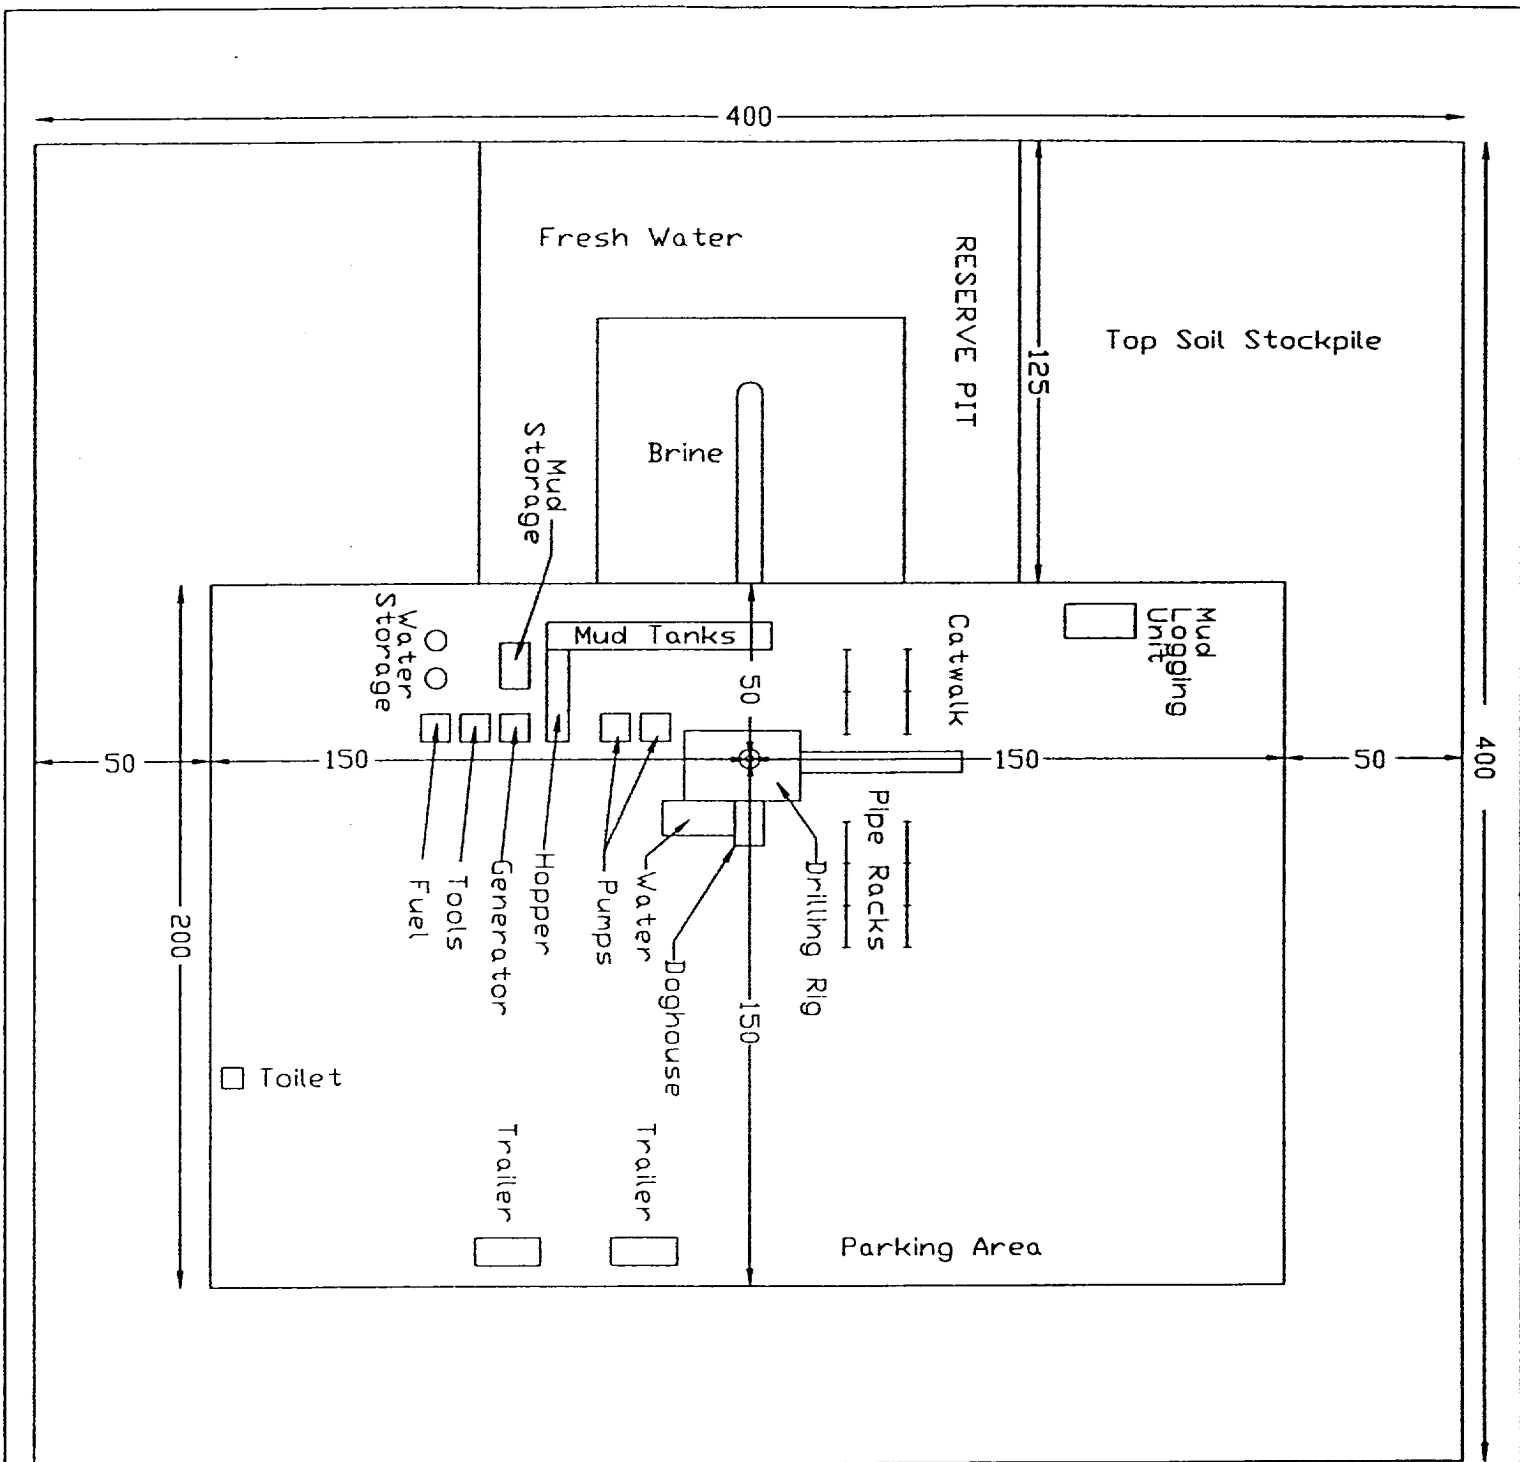 400
Fresh Water
RESERVE PIT
125
Top Soil Stockpile
Brine
Mud
Storage
Water
Storage
Mud Tanks
50
Catwalk
Mud
Logging
Unit
50
150
150
50
400
200
Fuel
Tools
Generator
Hopper
Pumps
Water
Doghouse
Drilling Rig
Pipe Racks
150
Toilet
Trailer
Trailer
Parking Area